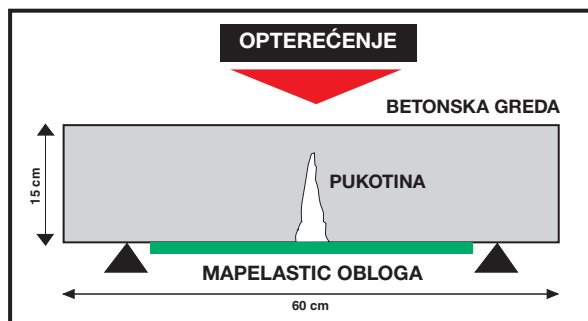 OPTEREĆENJE
BETONSKA GREDA
15 cm
PUKOTINA
MAPELASTIC OBLOGA
60 cm